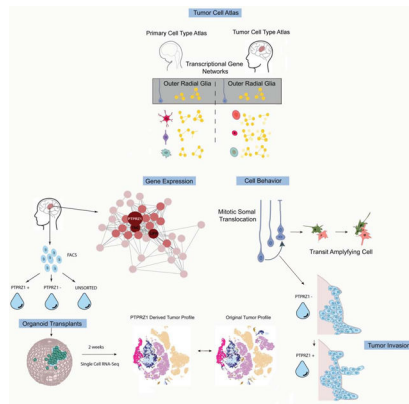 Tumor Cell Atlas
Primary Cell Type Atlas
Tumor Cell Type Atlas
Transcriptional Gene
Networks
Outer Radial Glia
Outer Radial Glia
Gene Expression
Cell Behavior
PTPRZ1
Mitotic Somal
Translocation
Transit Amplyfying Cell
FACS
PTPRZ1 +
PTPRZ1 -
UNSORTED
PTPRZ1 -
Organoid Transplants
2-weeks
Single Cell RNA-Seq
PTPRZ1 Derived Tumor Profile
Original Tumor Profile
PTPRZ1 +
Tumor Invasion